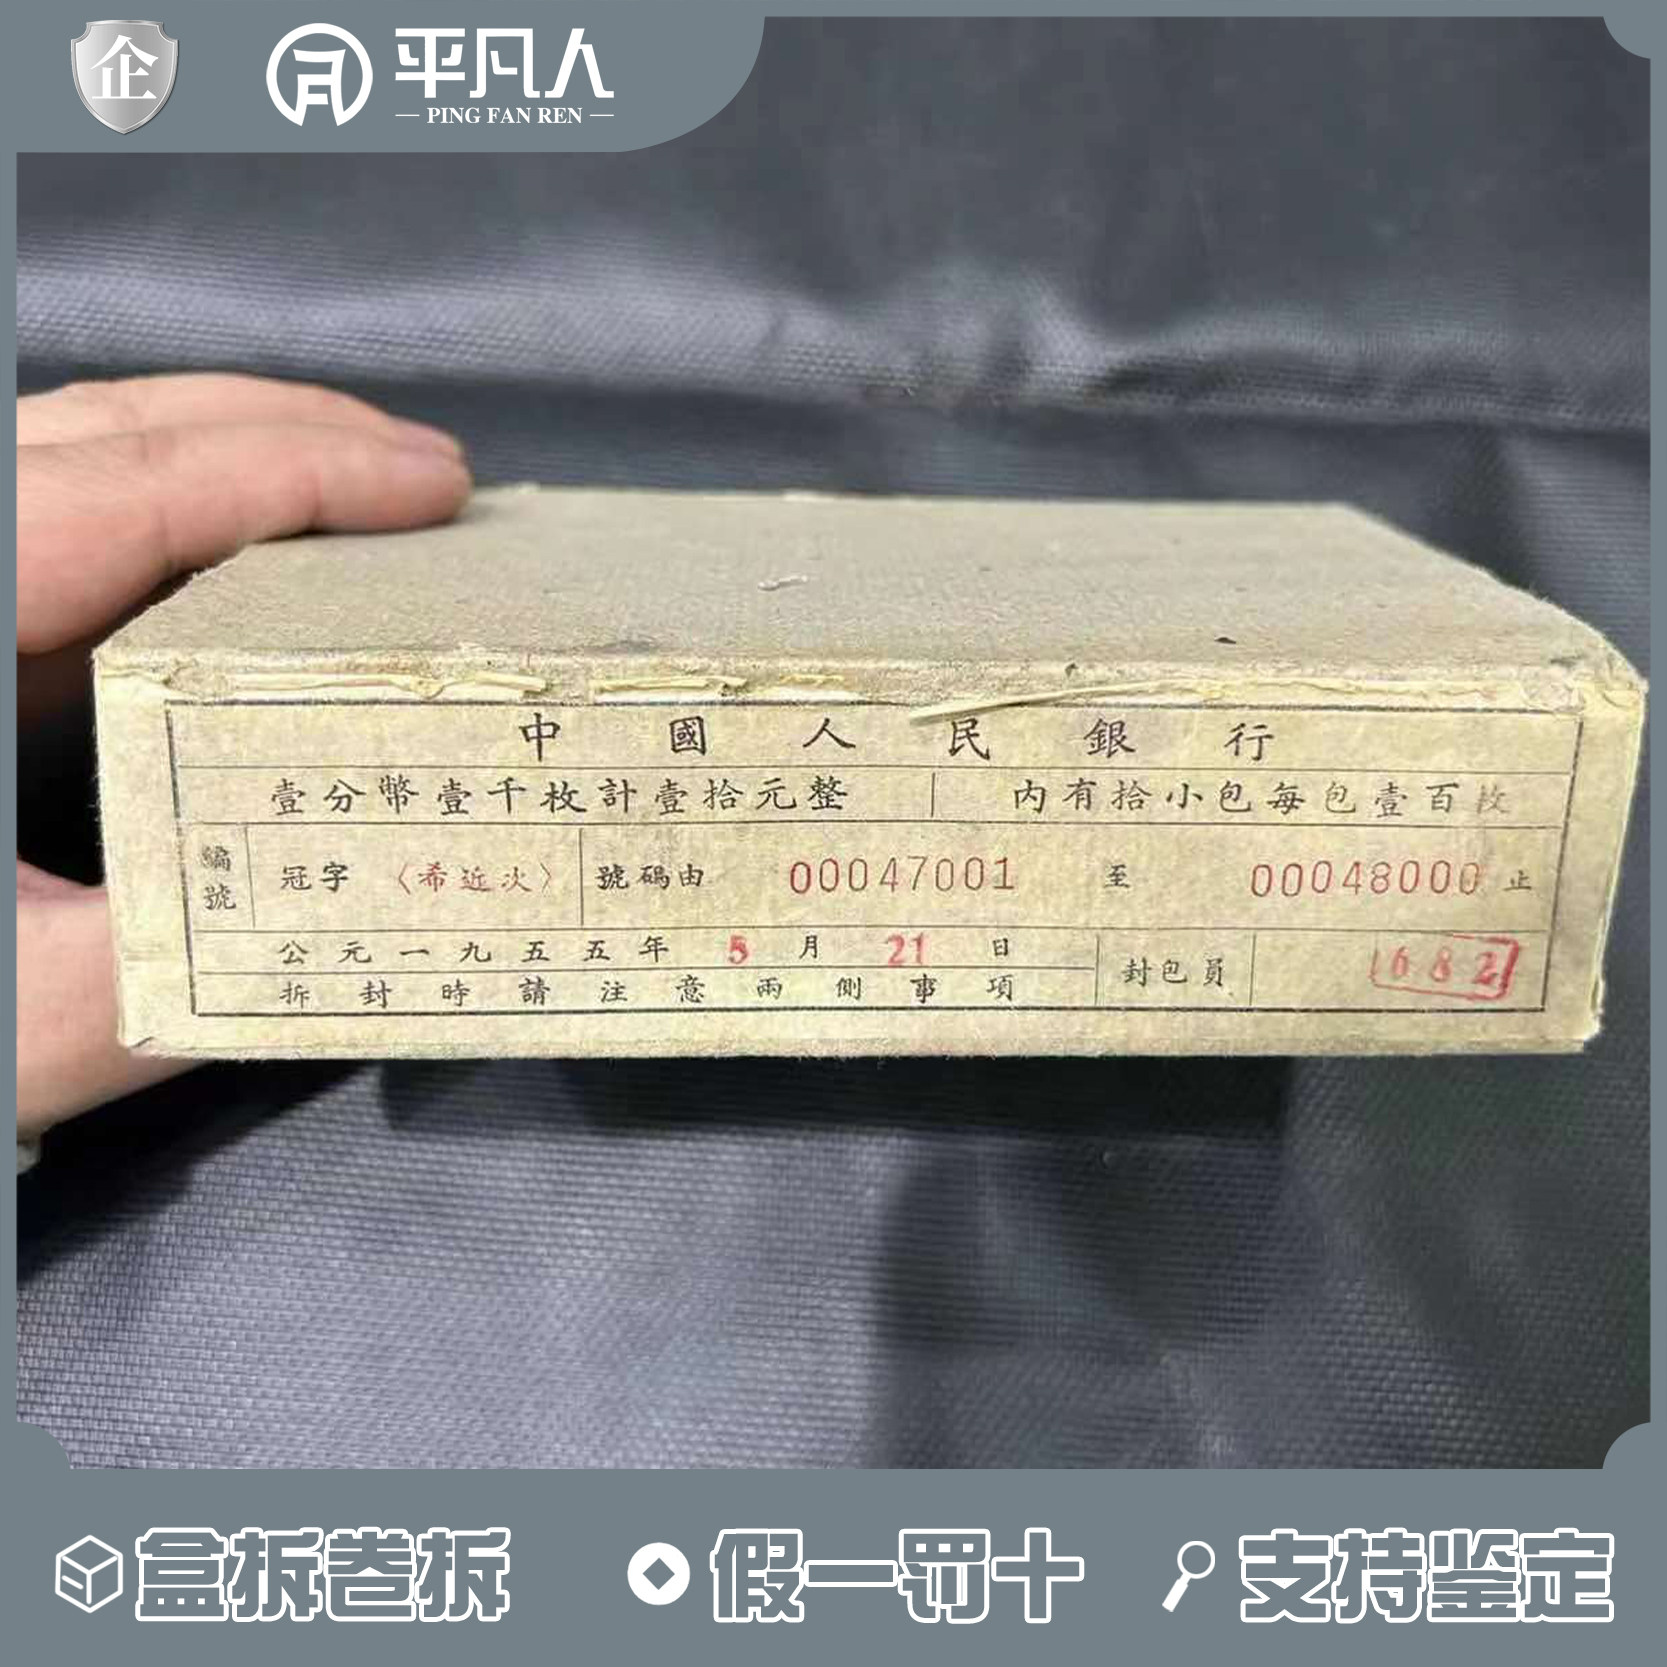 企
平凡人
PING FAN REN
中國人民銀行
壹分幣壹千枚計壹拾元整 內有拾小包每包壹百枚
編號 冠字 〈希近次〉 號碼由 00047001 至 00048000 止
公元一九五五年 5 月 21 日
封包員 682
拆封時請注意兩側事項
盒拆卷拆 假一罚十 支持鉴定